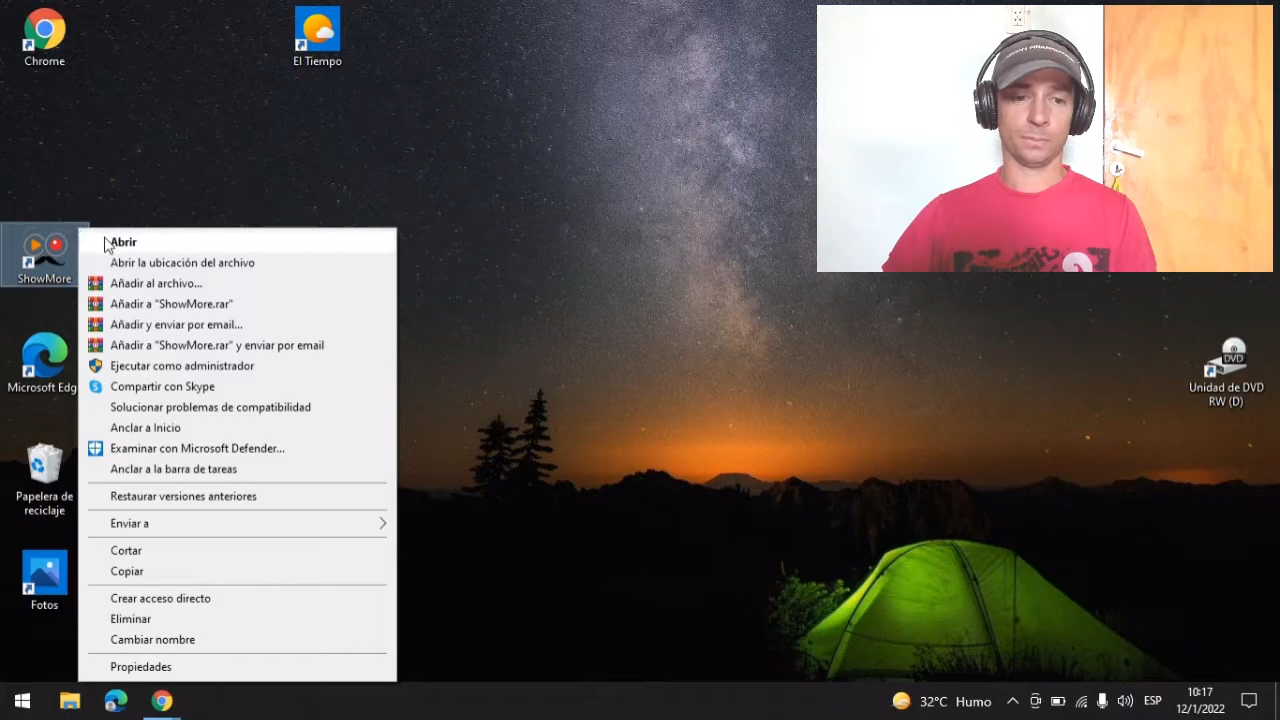 Chrome
El Tiempo
ShowMore
Microsoft Edg
Papelera de
reciclaje
Fotos
Abrir
Abrir la ubicación del archivo
Añadir al archivo...
Añadir a "ShowMore.rar"
Añadir y enviar por email...
Añadir a "ShowMore.rar" y enviar por email
Ejecutar como administrador
Compartir con Skype
Solucionar problemas de compatibilidad
Anclar a Inicio
Examinar con Microsoft Defender...
Anclar a la barra de tareas
Restaurar versiones anteriores
Enviar a
Cortar
Copiar
Crear acceso directo
Eliminar
Cambiar nombre
Propiedades
DVD
Unidad de DVD
RW (D)
32°C Humo
ESP
10:17
12/1/2022